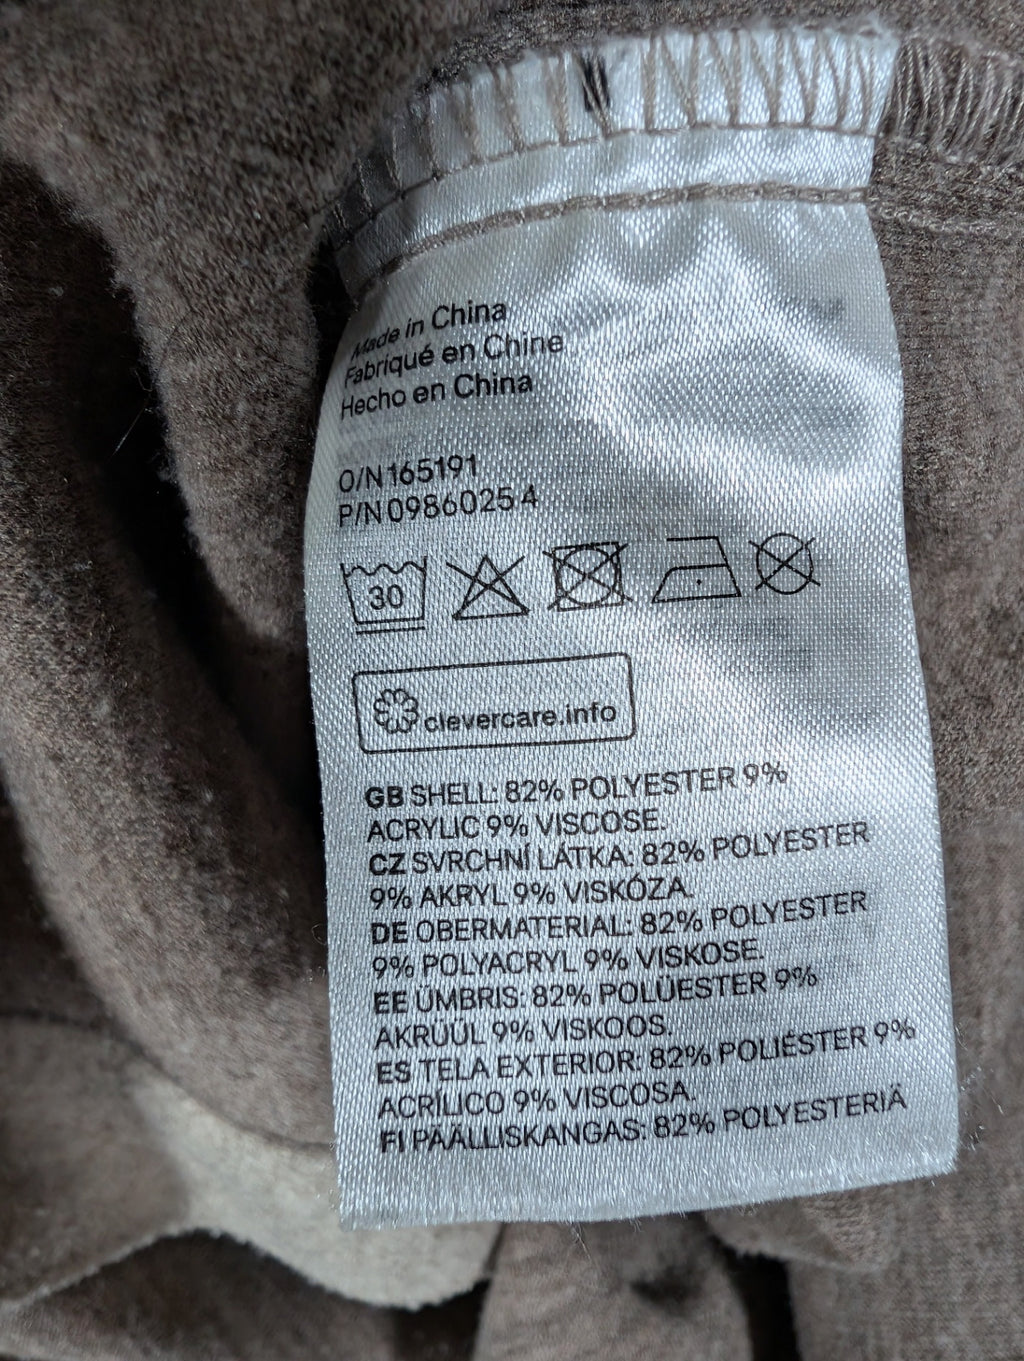 Made in China
Fabriqué en Chine
Hecho en China
O/N 165191
P/N 0986025 4
30
clevercare.info
GB SHELL: 82% POLYESTER 9%
ACRYLIC 9% VISCOSE.
CZ SVRCHNÍ LÁTKA: 82% POLYESTER
9% AKRYL 9% VISKÓZA.
DE OBERMATERIAL: 82% POLYESTER
9% POLYACRYL 9% VISKOSE.
EE ÜMBRIS: 82% POLÜESTER 9%
AKRÜÜL 9% VISKOOS.
ES TELA EXTERIOR: 82% POLIÉSTER 9%
ACRÍLICO 9% VISCOSA.
FI PÄÄLLISKANGAS: 82% POLYESTERIÄ